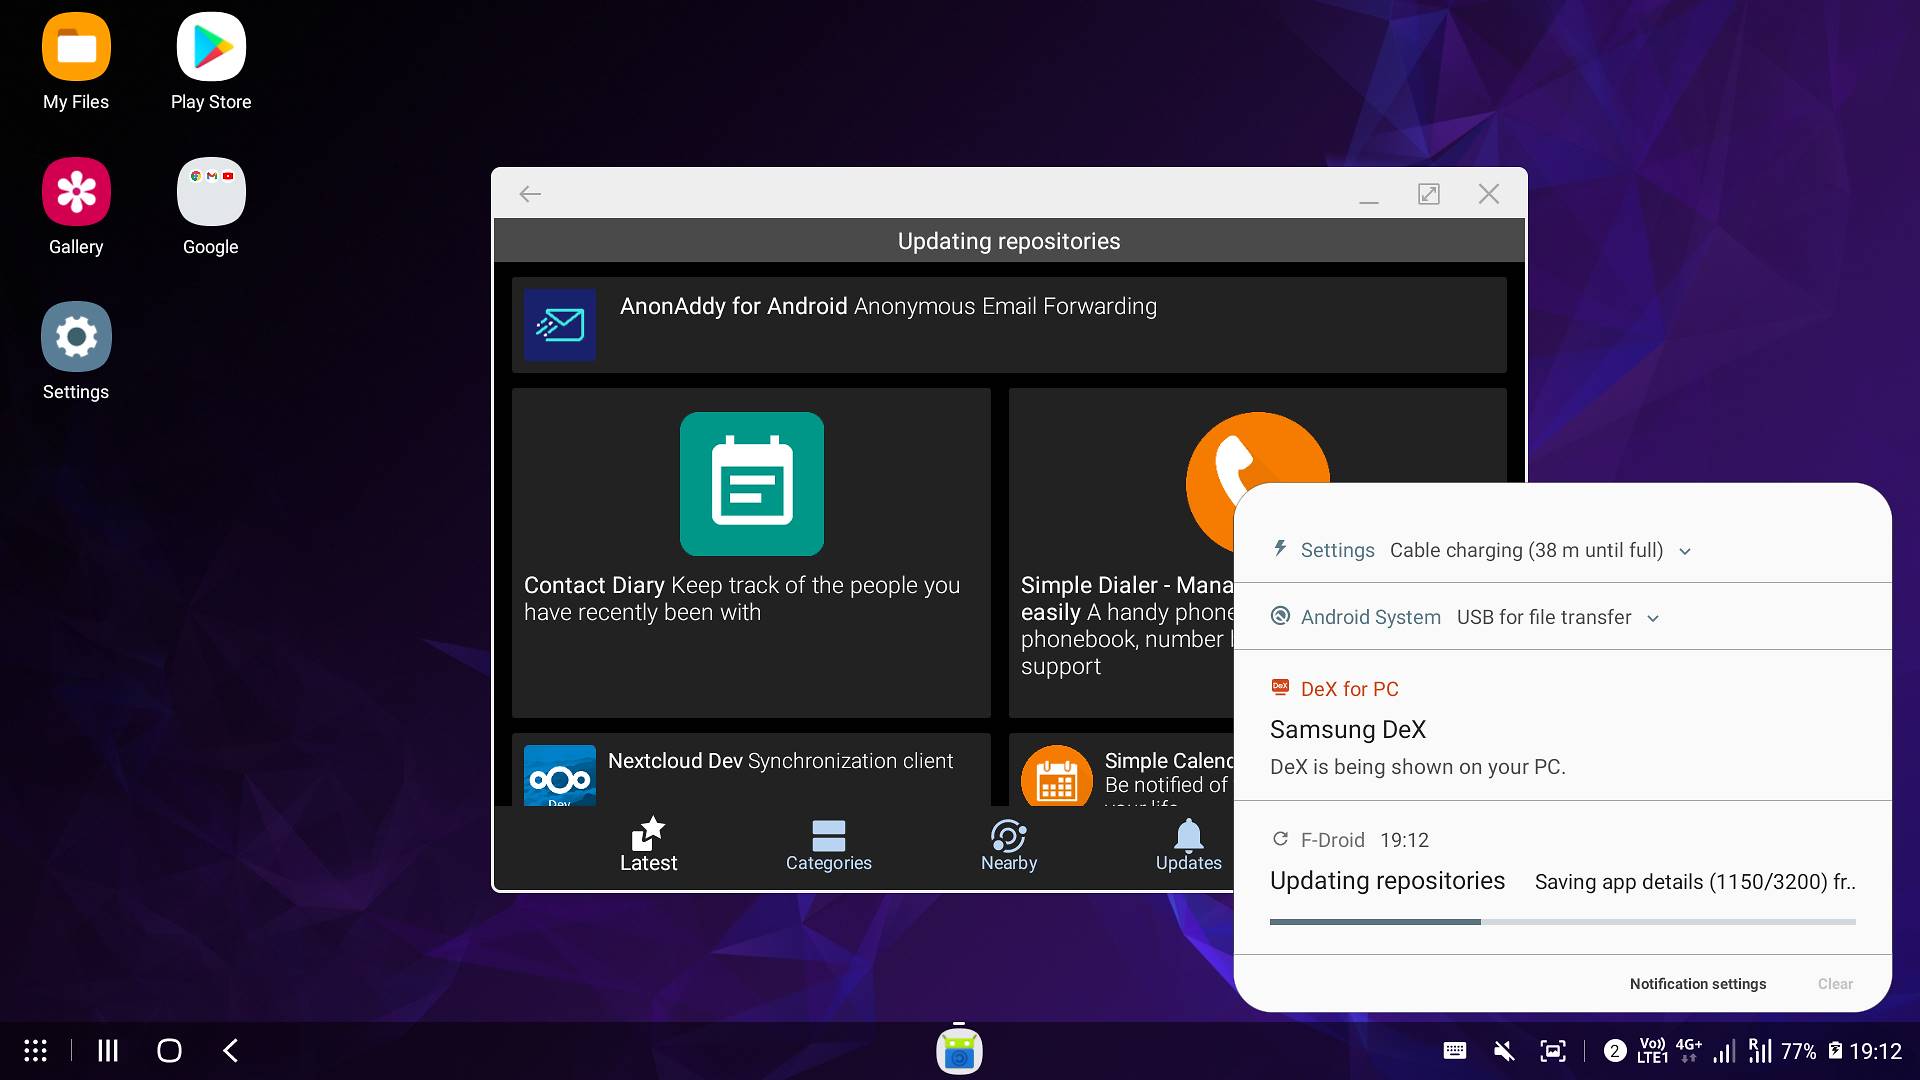 My Files
Play Store
Gallery
Google
Settings
Updating repositories
AnonAddy for Android Anonymous Email Forwarding
Contact Diary Keep track of the people you
have recently been with
Simple Dialer - Mana
easily A handy phone
phonebook, number
support
Nextcloud Dev Synchronization client
Dev
Simple Calend
Be notified of
your life
Latest
Categories
Nearby
Updates
Settings Cable charging (38 m until full)
Android System USB for file transfer
DeX
DeX for PC
Samsung DeX
DeX is being shown on your PC.
F-Droid 19:12
Updating repositories Saving app details (1150/3200) fr..
Notification settings Clear
2 Vo)) LTE1 4G+ R 77% 19:12